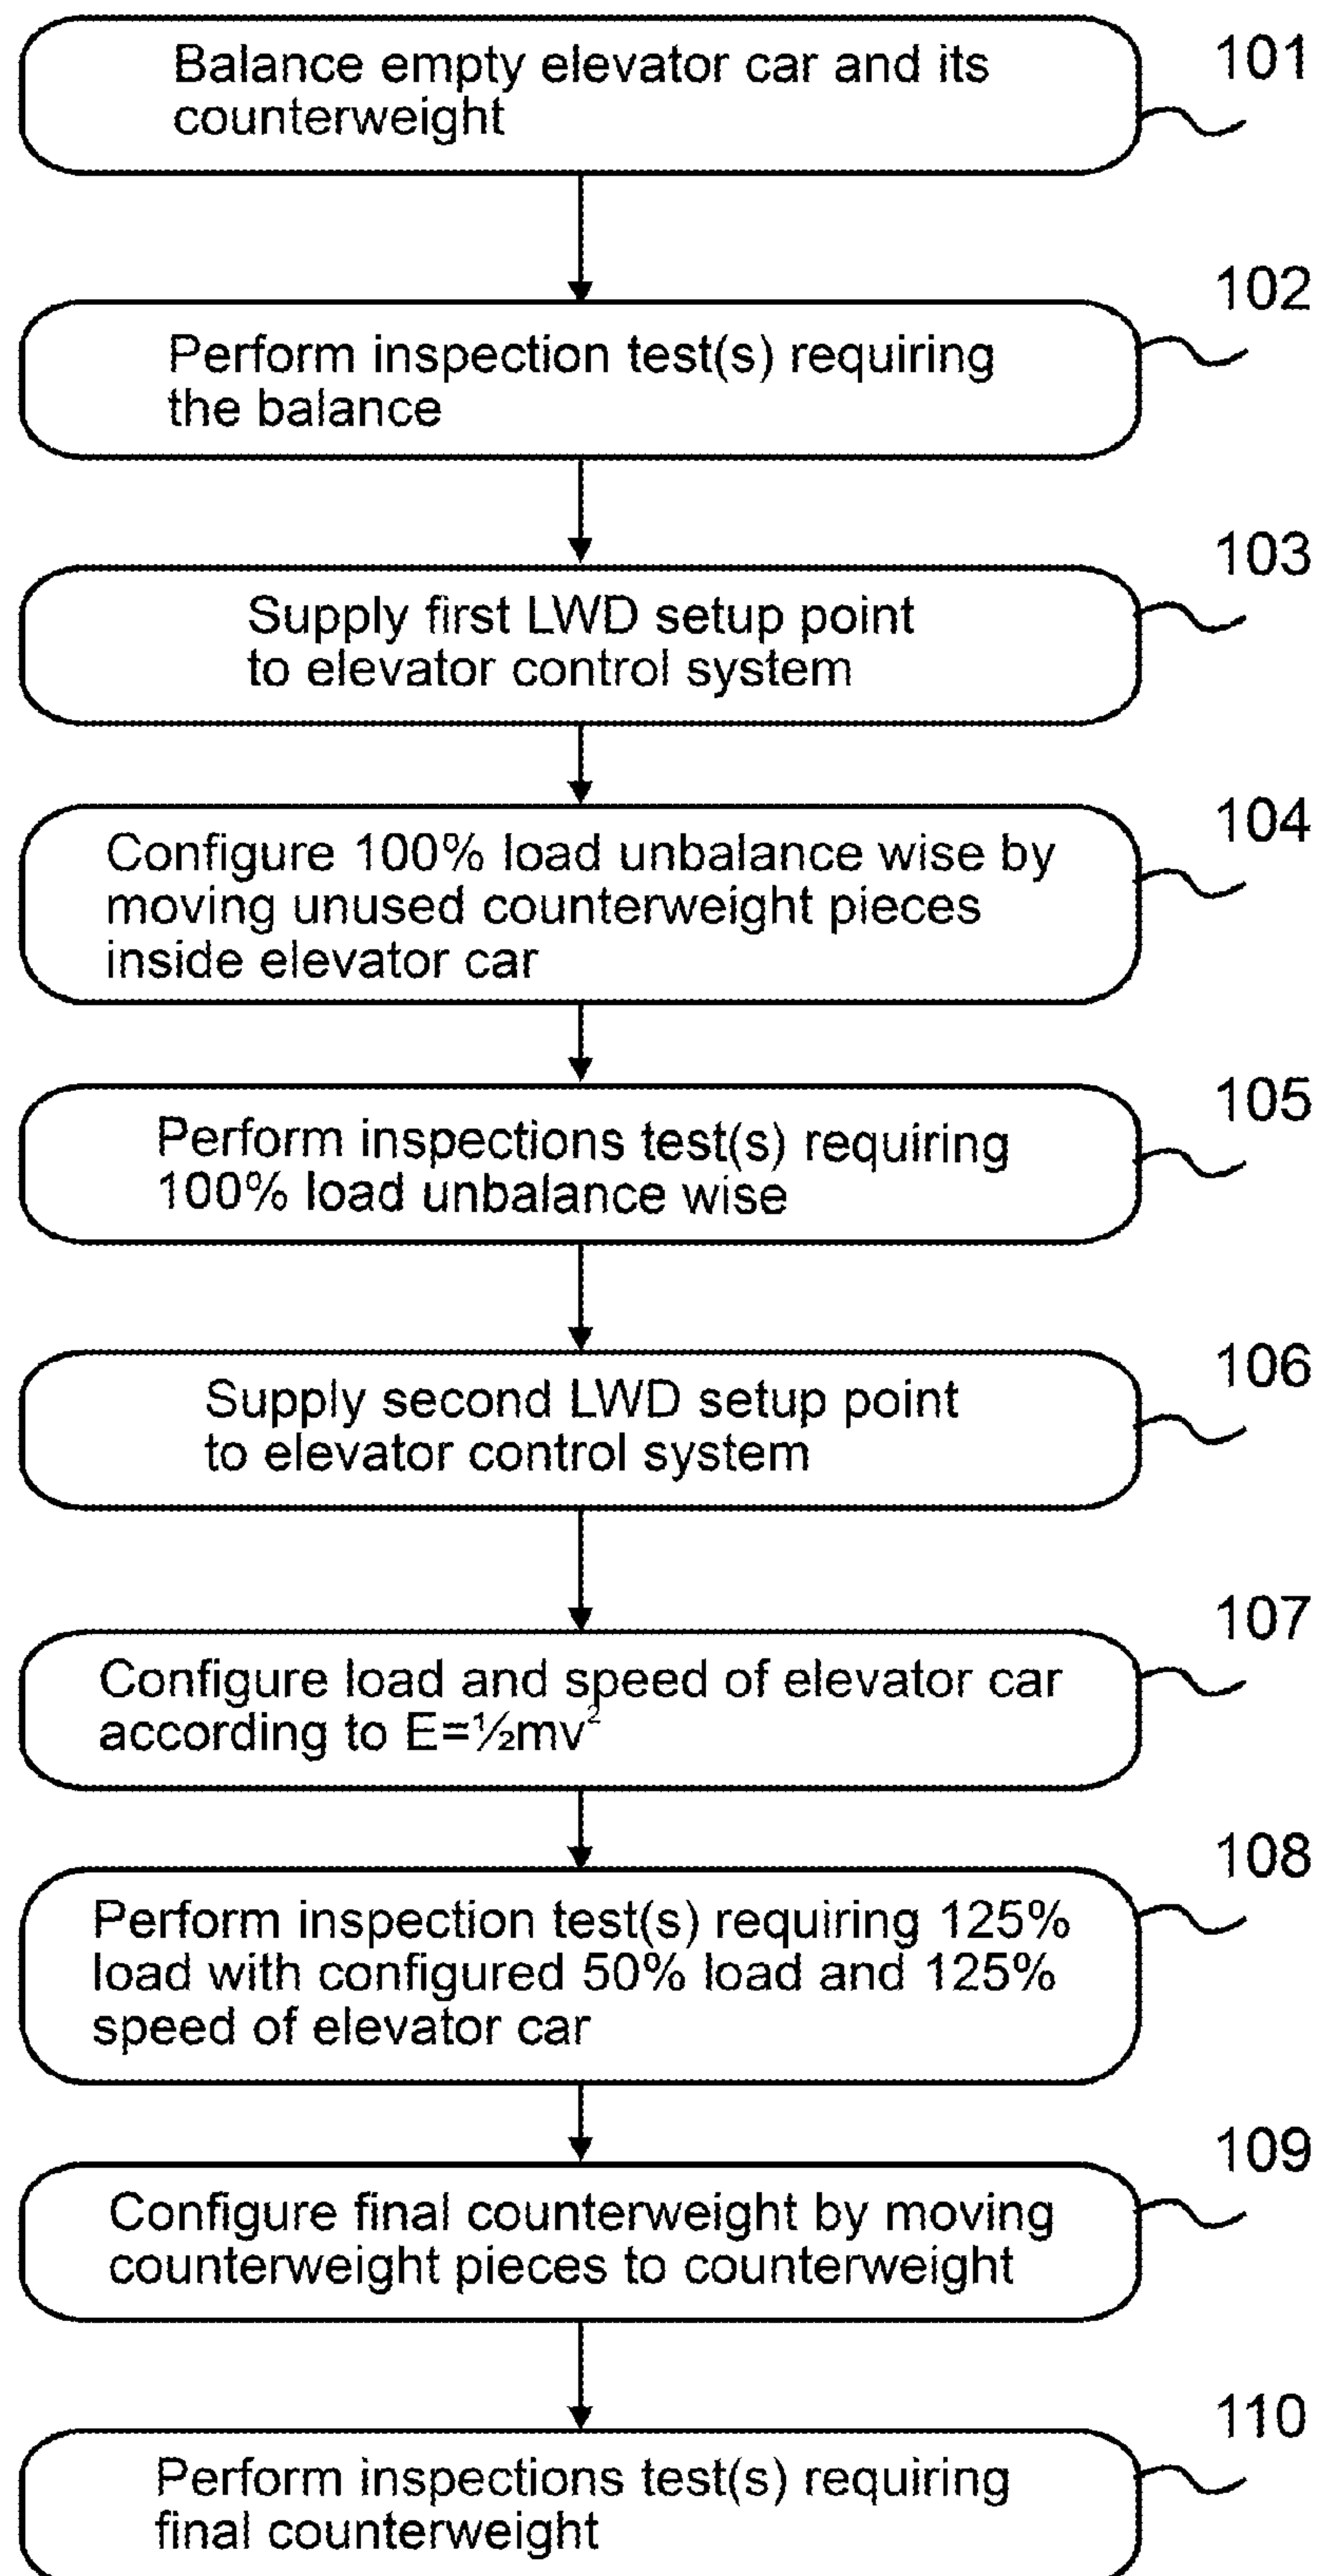 Balance empty elevator car and its
counterweight
101
Perform inspection test(s) requiring
the balance
102
Supply first LWD setup point
to elevator control system
103
Configure 100% load unbalance wise by
moving unused counterweight pieces
inside elevator car
104
Perform inspections test(s) requiring
100% load unbalance wise
105
Supply second LWD setup point
to elevator control system
106
Configure load and speed of elevator car
according to E=½mv²
107
Perform inspection test(s) requiring 125%
load with configured 50% load and 125%
speed of elevator car
108
Configure final counterweight by moving
counterweight pieces to counterweight
109
Perform inspections test(s) requiring
final counterweight
110